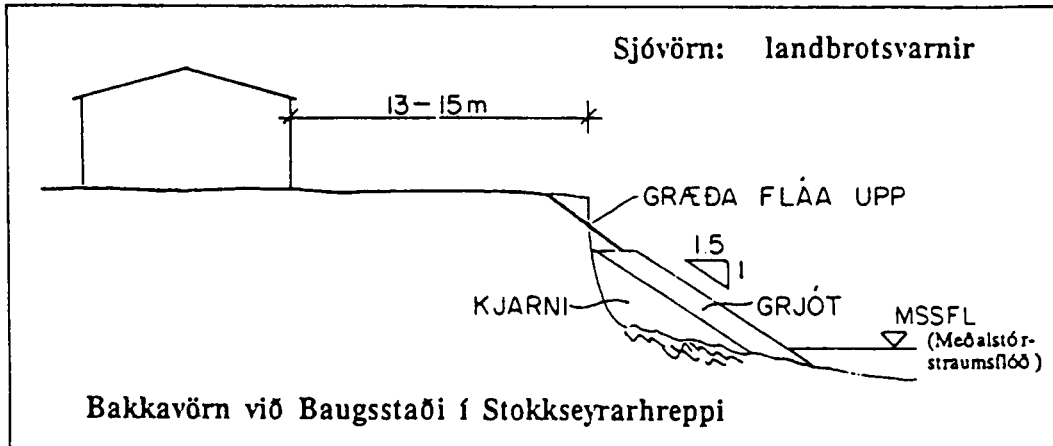 Sjóvörn: landbrotsvarnir
13-15 m
GRÆÐA FLÁA UPP
1.5
1
KJARNI
GRJÓT
MSSFL
(Meðalstór-
straumsflóð)
Bakkavörn við Baugsstaði í Stokkseyrarhreppi